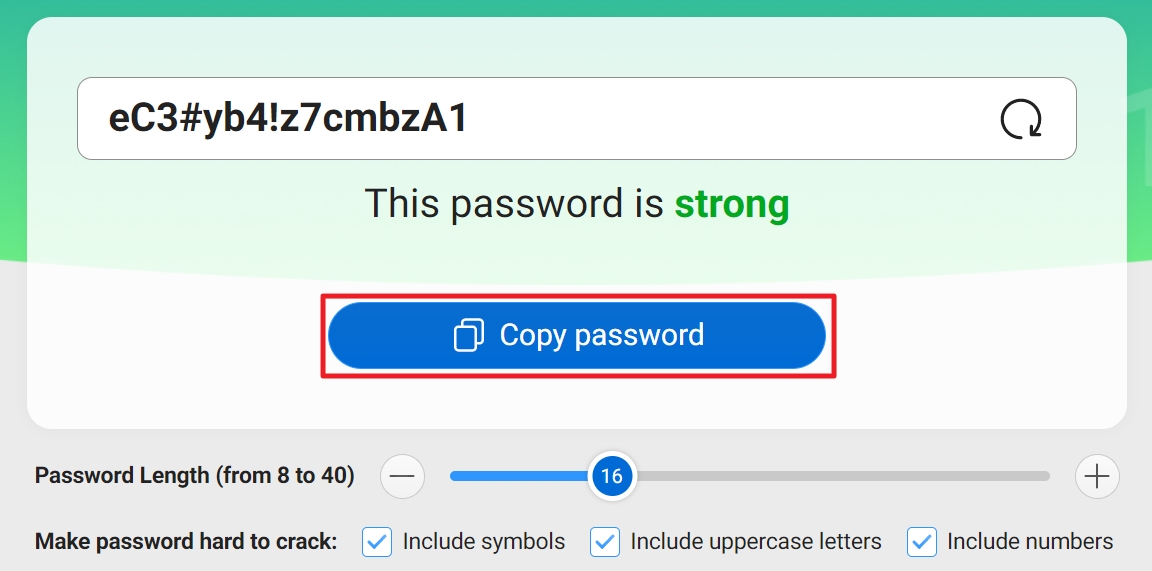 eC3#yb4!z7cmbzA1
This password is strong
Copy password
Password Length (from 8 to 40) 16
Make password hard to crack: Include symbols Include uppercase letters Include numbers